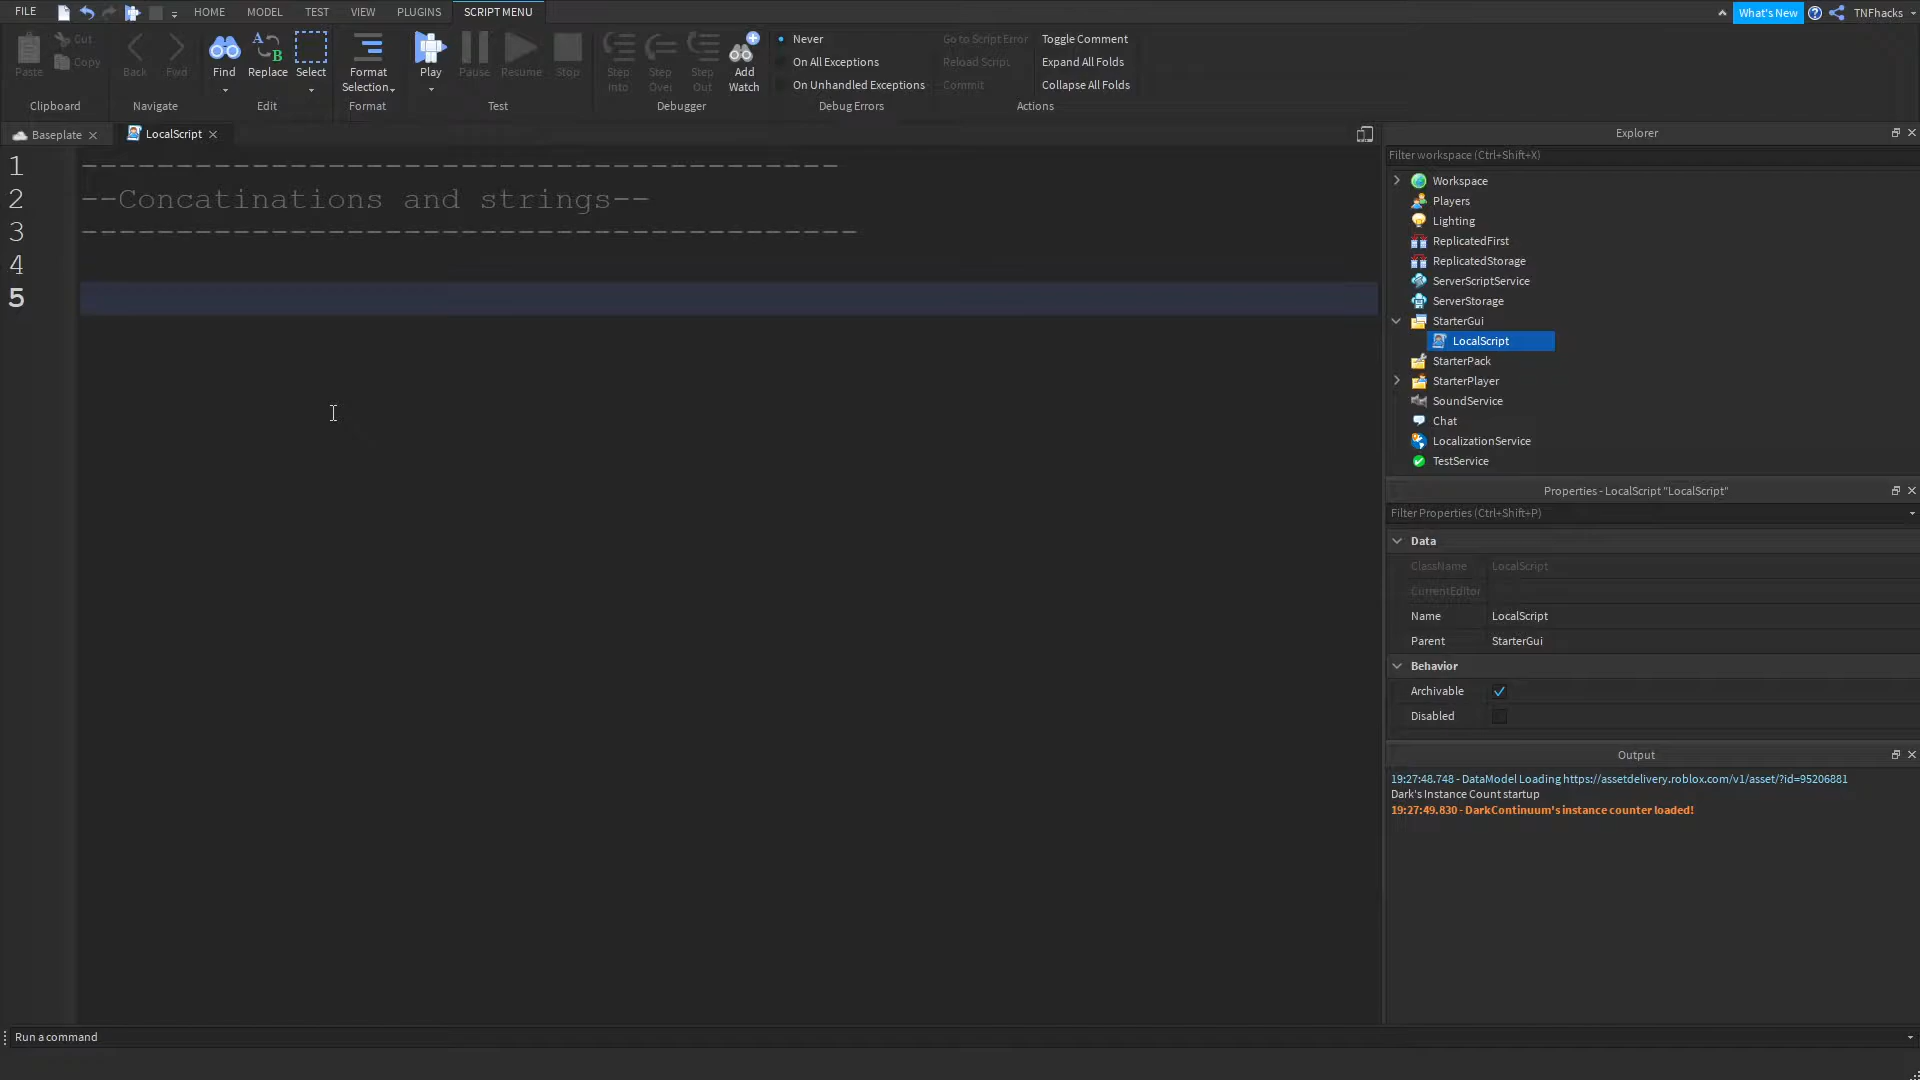 FILE
HOME
MODEL
TEST
VIEW
PLUGINS
SCRIPT MENU
What's New
TNFhacks
Paste
Cut
Copy
Clipboard
Back
Fwd
Navigate
Find
Replace
Select
Edit
Format
Selection
Format
Play
Pause
Resume
Stop
Test
Step
Into
Step
Over
Step
Out
Add
Watch
Debugger
Never
On All Exceptions
On Unhandled Exceptions
Debug Errors
Go to Script Error
Reload Script
Commit
Toggle Comment
Expand All Folds
Collapse All Folds
Actions
Baseplate
LocalScript
1 ----------------------------------------
2 --Concatinations and strings--
3 -----------------------------------------
4
5
Explorer
Filter workspace (Ctrl+Shift+X)
Workspace
Players
Lighting
ReplicatedFirst
ReplicatedStorage
ServerScriptService
ServerStorage
StarterGui
LocalScript
StarterPack
StarterPlayer
SoundService
Chat
LocalizationService
TestService
Properties - LocalScript "LocalScript"
Filter Properties (Ctrl+Shift+P)
Data
ClassName LocalScript
CurrentEditor
Name LocalScript
Parent StarterGui
Behavior
Archivable
Disabled
Output
19:27:48.748 - DataModel Loading https://assetdelivery.roblox.com/v1/asset/?id=95206881
Dark's Instance Count startup
19:27:49.830 - DarkContinuum's instance counter loaded!
Run a command